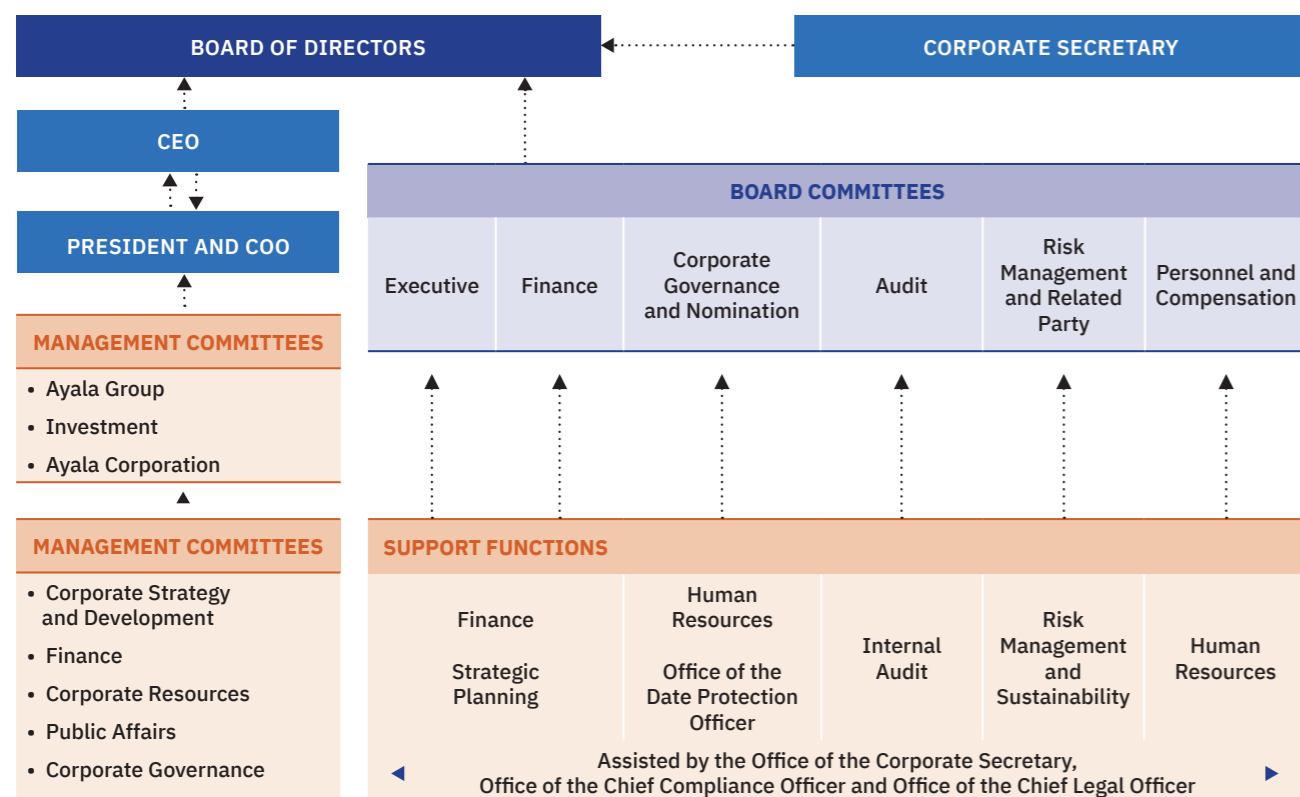 BOARD OF DIRECTORS
CORPORATE SECRETARY
CEO
PRESIDENT AND COO
MANAGEMENT COMMITTEES
• Ayala Group
• Investment
• Ayala Corporation
MANAGEMENT COMMITTEES
• Corporate Strategy
and Development
• Finance
• Corporate Resources
• Public Affairs
• Corporate Governance
BOARD COMMITTEES
Executive
Finance
Corporate
Governance
and Nomination
Audit
Risk
Management
and Related
Party
Personnel and
Compensation
SUPPORT FUNCTIONS
Finance
Strategic
Planning
Human
Resources
Office of the
Date Protection
Officer
Internal
Audit
Risk
Management
and
Sustainability
Human
Resources
Assisted by the Office of the Corporate Secretary,
Office of the Chief Compliance Officer and Office of the Chief Legal Officer